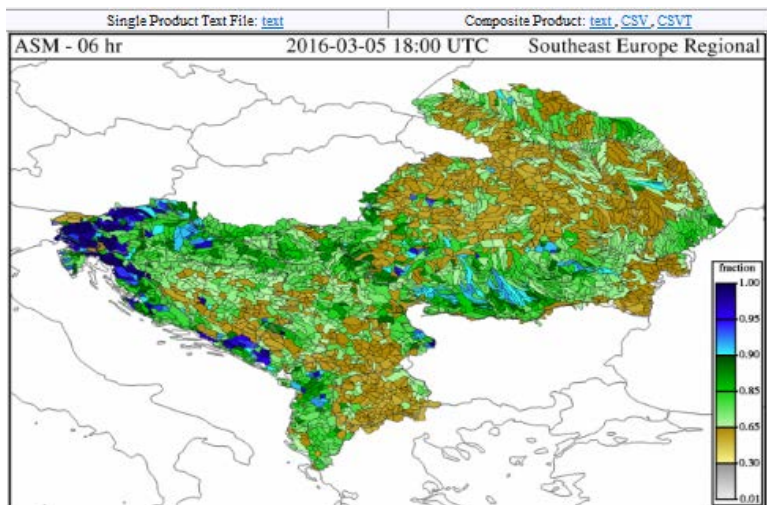 Single Product Text File: text
Composite Product: text , CSV , CSVT
ASM - 06 hr 2016-03-05 18:00 UTC Southeast Europe Regional
fraction
1.00
0.95
0.90
0.85
0.65
0.30
0.01